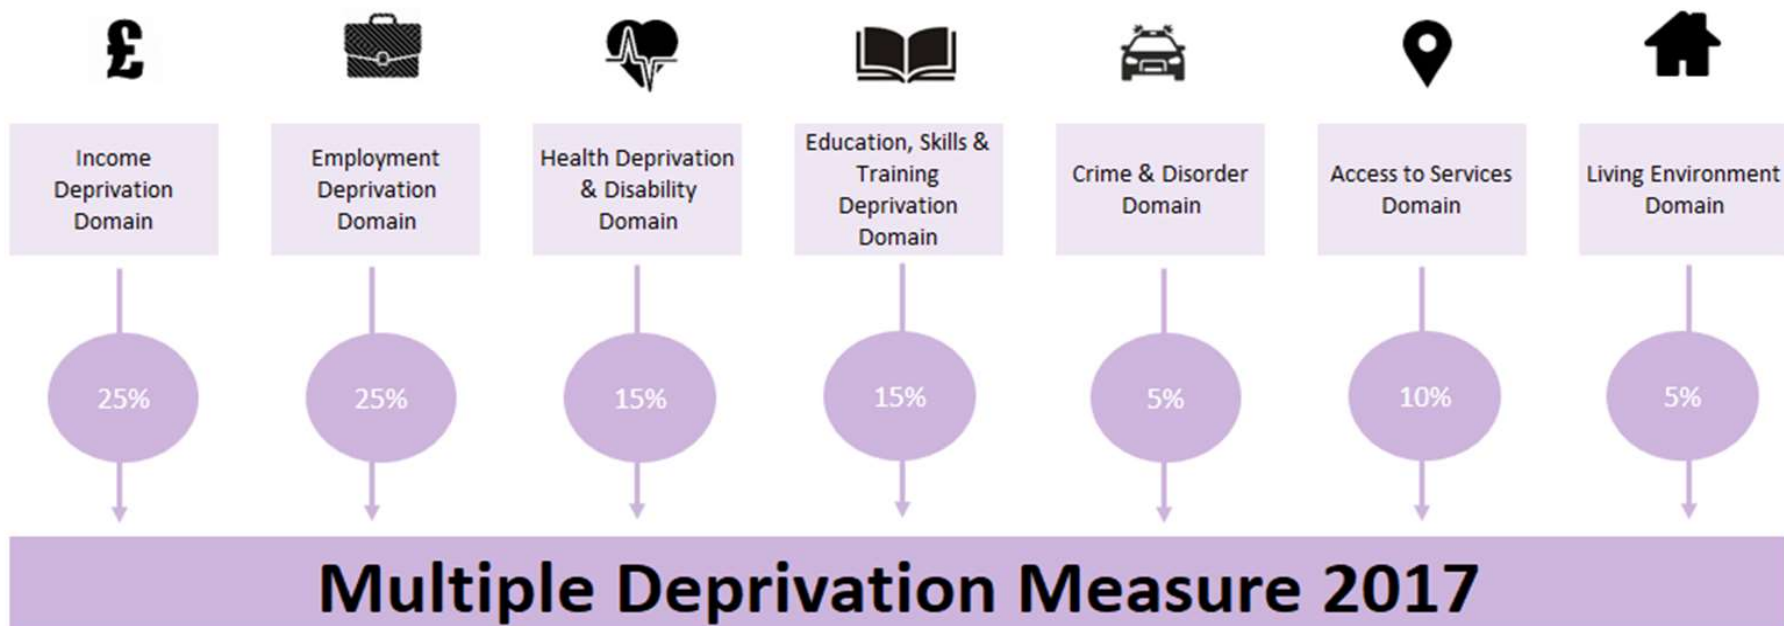 £
Income
Deprivation
Domain
Employment
Deprivation
Domain
Health Deprivation
& Disability
Domain
Education, Skills &
Training
Deprivation
Domain
Crime & Disorder
Domain
Access to Services
Domain
Living Environment
Domain
25%
25%
15%
15%
5%
10%
5%
Multiple Deprivation Measure 2017